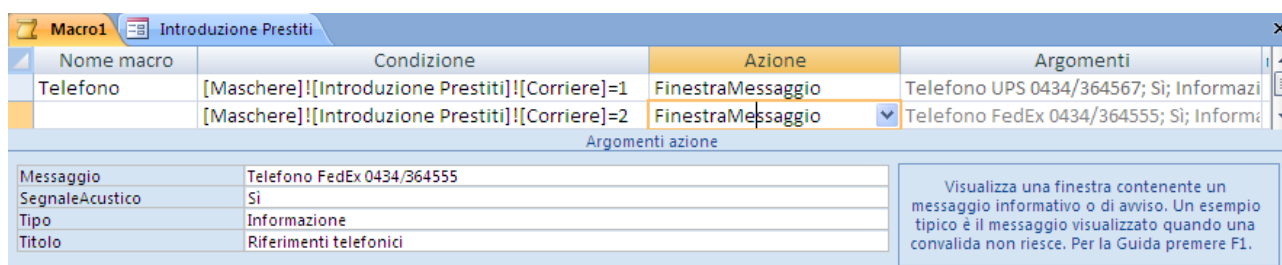 Macro1 Introduzione Prestiti
Nome macro Condizione Azione Argomenti
Telefono [Maschere]![Introduzione Prestiti]![Corriere]=1 FinestraMessaggio Telefono UPS 0434/364567; Sì; Informazi
[Maschere]![Introduzione Prestiti]![Corriere]=2 FinestraMessaggio Telefono FedEx 0434/364555; Sì; Informa
Argomenti azione
Messaggio Telefono FedEx 0434/364555
SegnaleAcustico Sì
Tipo Informazione
Titolo Riferimenti telefonici
Visualizza una finestra contenente un
messaggio informativo o di avviso. Un esempio
tipico è il messaggio visualizzato quando una
convalida non riesce. Per la Guida premere F1.